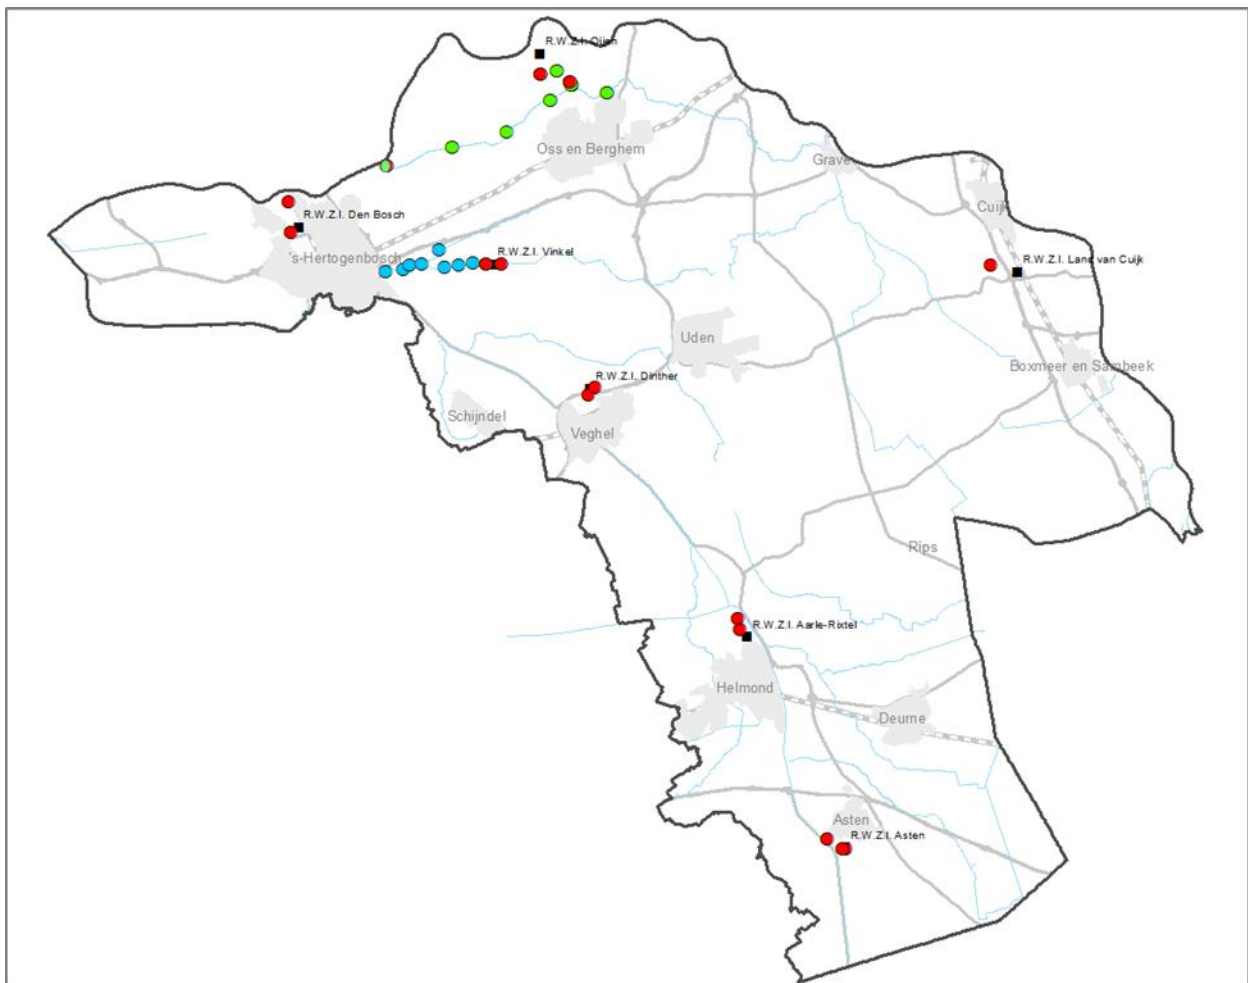 R.W.Z.I. Oijen
Oss en Berghem
Grave
Cuijk
R.W.Z.I. Den Bosch
's-Hertogenbosch
R.W.Z.I. Vinkel
R.W.Z.I. Land van Cuijk
Uden
Boxmeer en Sambeek
R.W.Z.I. Dinther
Schijndel
Veghel
Rips
R.W.Z.I. Aarle-Rixtel
Helmond
Deurne
Asten
R.W.Z.I. Asten